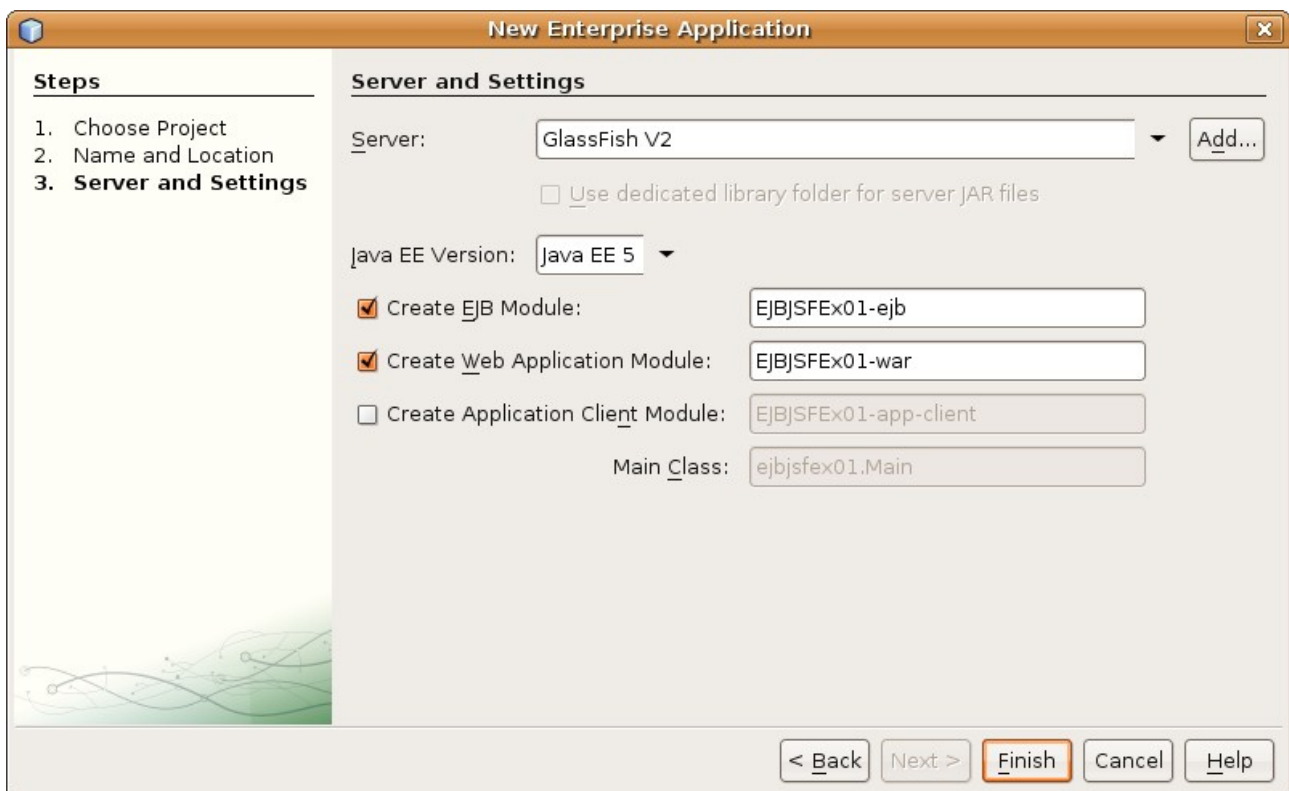 New Enterprise Application
Steps
1. Choose Project
2. Name and Location
3. Server and Settings
Server and Settings
Server: GlassFish V2 Add...
Use dedicated library folder for server JAR files
Java EE Version: Java EE 5
Create EJB Module: EJBJSFEx01-ejb
Create Web Application Module: EJBJSFEx01-war
Create Application Client Module: EJBJSFEx01-app-client
Main Class: ejbjsfex01.Main
< Back Next > Finish Cancel Help